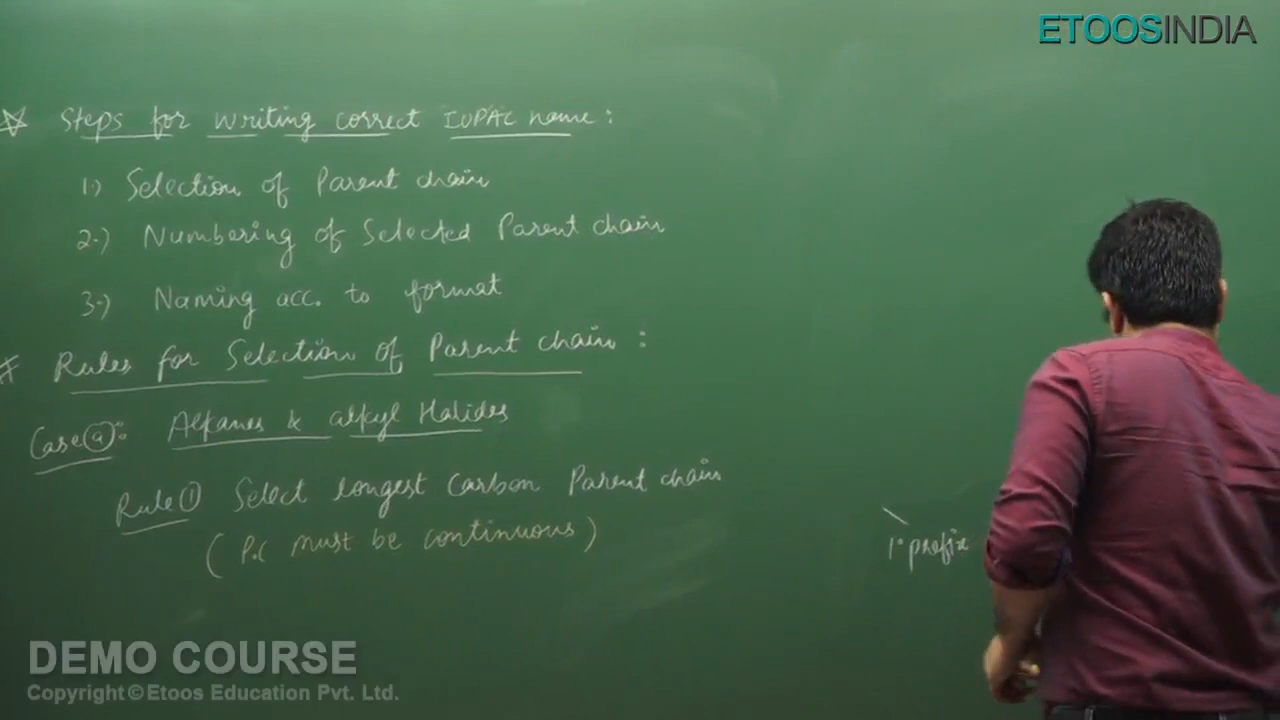 ETOOSINDIA
Steps for writing correct IUPAC name :
1.) Selection of Parent chain
2.) Numbering of Selected Parent chain
3.) Naming acc. to format
Rules for Selection of Parent chain :
Case (a): Alkanes & alkyl Halides
Rule ① Select longest Carbon Parent chain
( P.C must be continuous )
1° prefix
DEMO COURSE
Copyright © Etoos Education Pvt. Ltd.